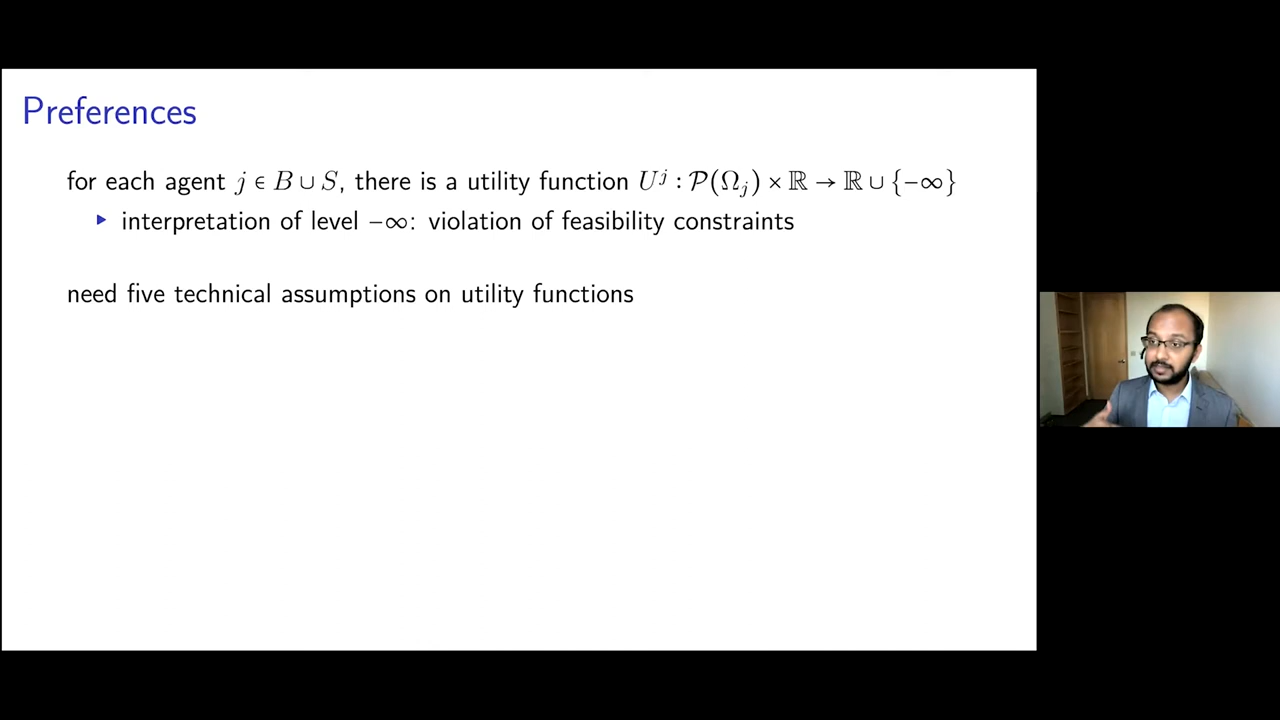 Preferences
for each agent j ∈ B ∪ S, there is a utility function U^j : 𝒫(Ω_j) × ℝ → ℝ ∪ {−∞}
▸ interpretation of level −∞: violation of feasibility constraints
need five technical assumptions on utility functions